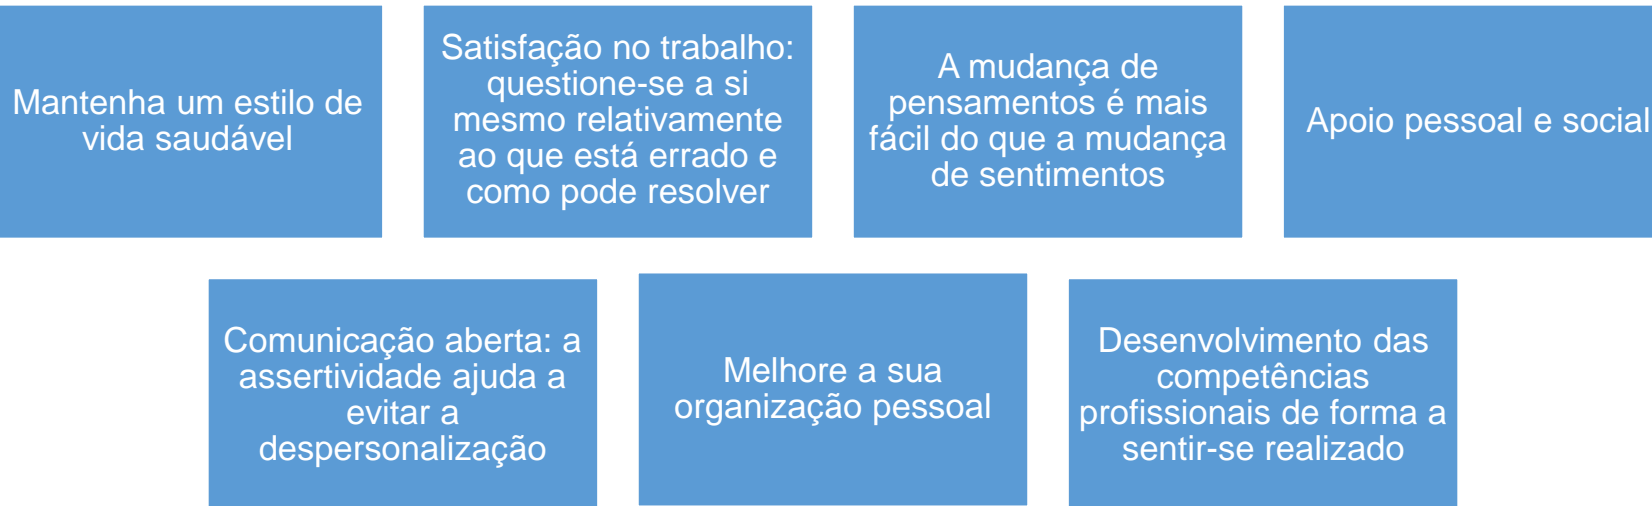 Mantenha um estilo de
vida saudável
Satisfação no trabalho:
questione-se a si
mesmo relativamente
ao que está errado e
como pode resolver
A mudança de
pensamentos é mais
fácil do que a mudança
de sentimentos
Apoio pessoal e social
Comunicação aberta: a
assertividade ajuda a
evitar a
despersonalização
Melhore a sua
organização pessoal
Desenvolvimento das
competências
profissionais de forma a
sentir-se realizado